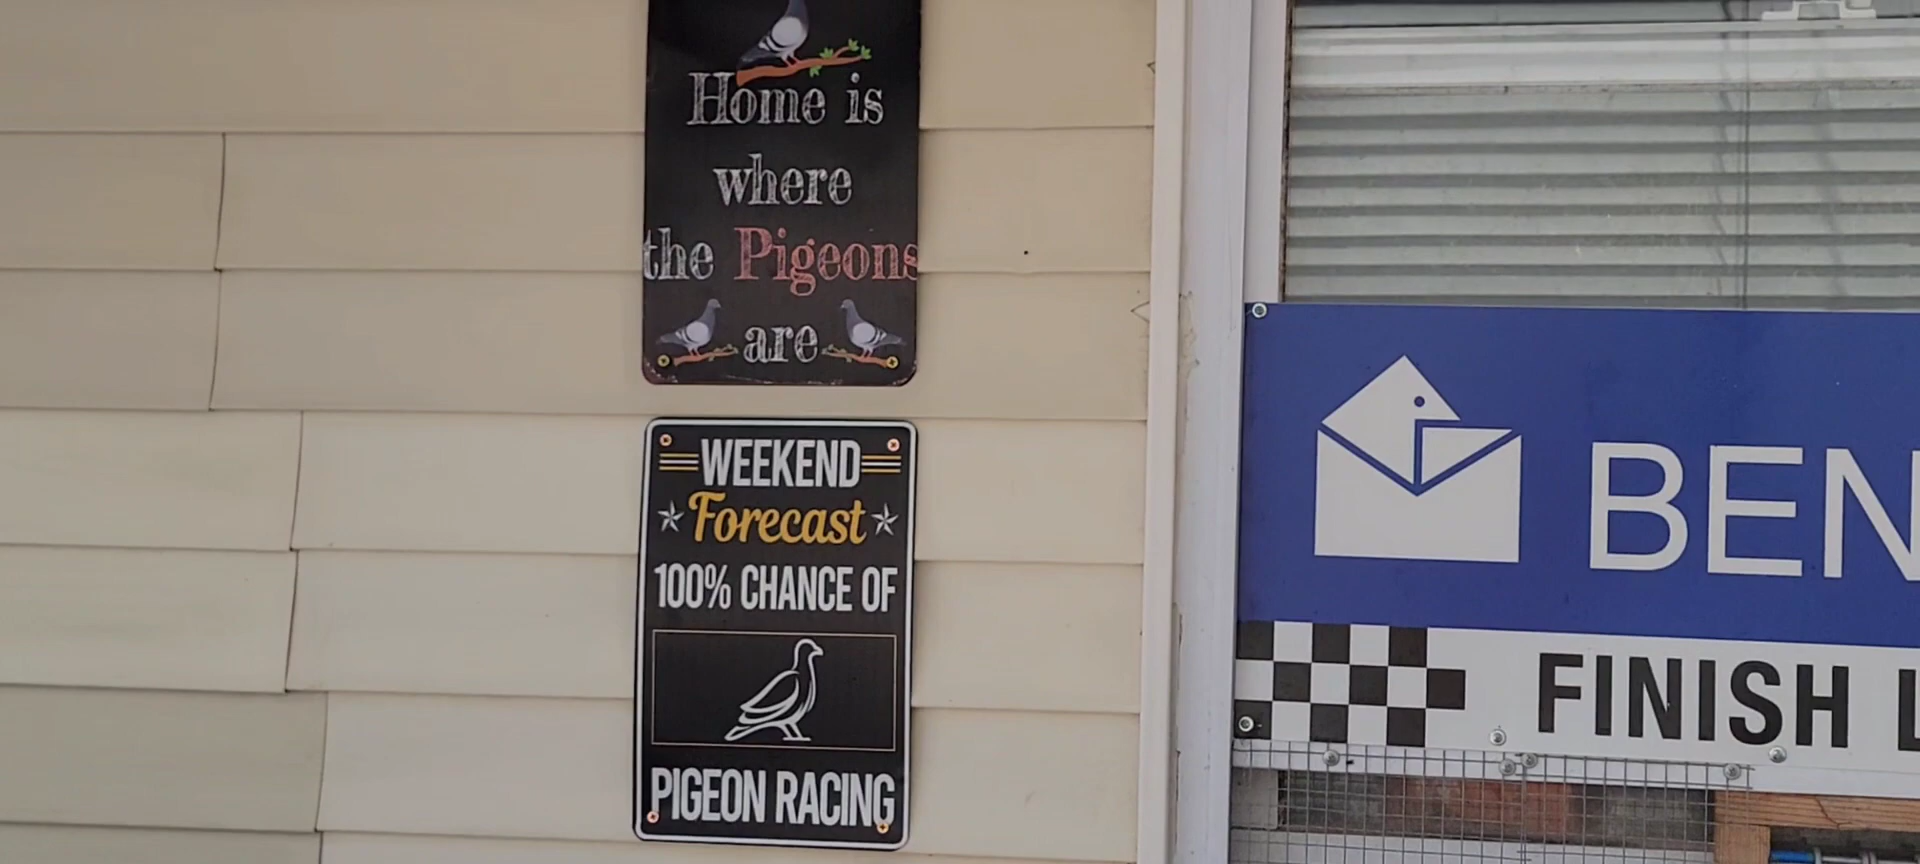 Home is
where
the Pigeons
are
WEEKEND
Forecast
100% CHANCE OF
PIGEON RACING
BEN
FINISH L